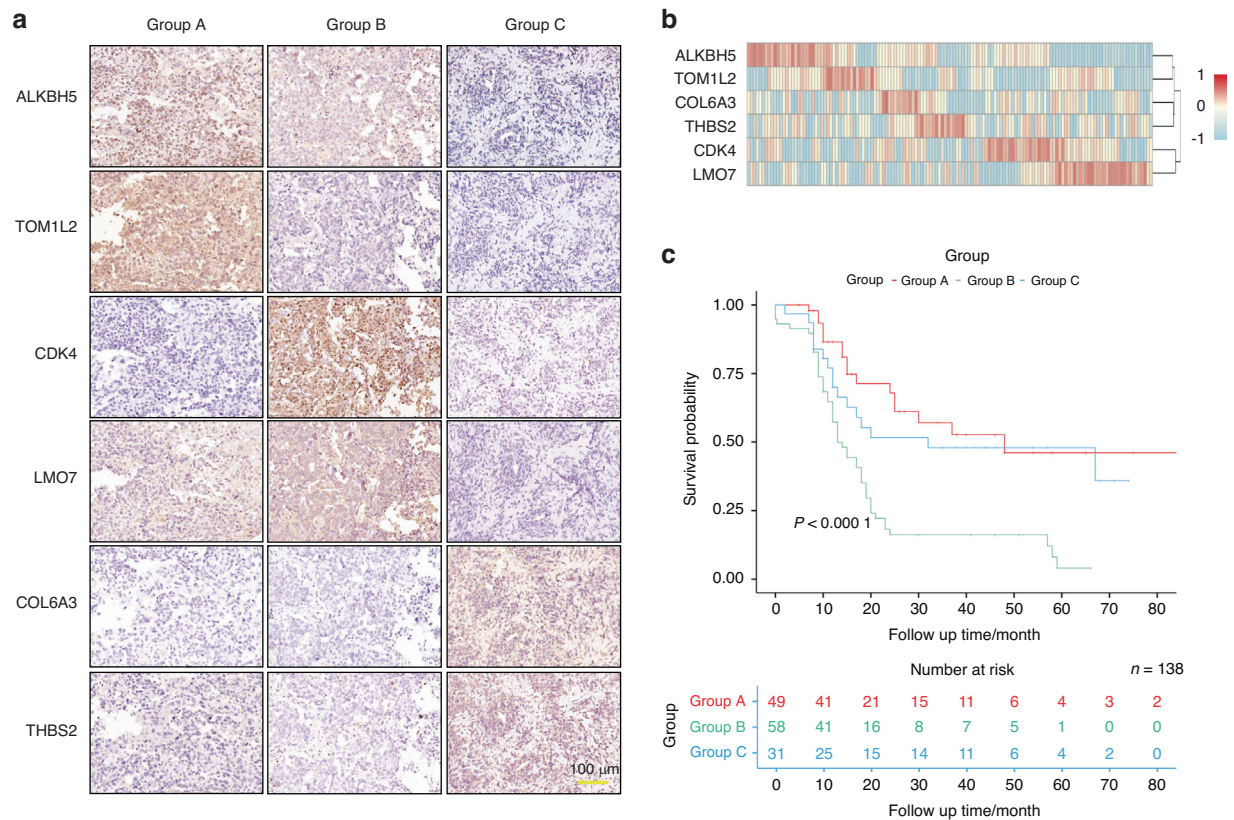 a
Group A Group B Group C
ALKBH5
TOM1L2
CDK4
LMO7
COL6A3
THBS2
100 μm
b
ALKBH5
TOM1L2
COL6A3
THBS2
CDK4
LMO7
1
0
-1
c
Group
Group Group A Group B Group C
1.00
0.75
0.50
0.25
0.00
Survival probability
P < 0.000 1
0 10 20 30 40 50 60 70 80
Follow up time/month
Number at risk n = 138
Group
Group A 49 41 21 15 11 6 4 3 2
Group B 58 41 16 8 7 5 1 0 0
Group C 31 25 15 14 11 6 4 2 0
0 10 20 30 40 50 60 70 80
Follow up time/month